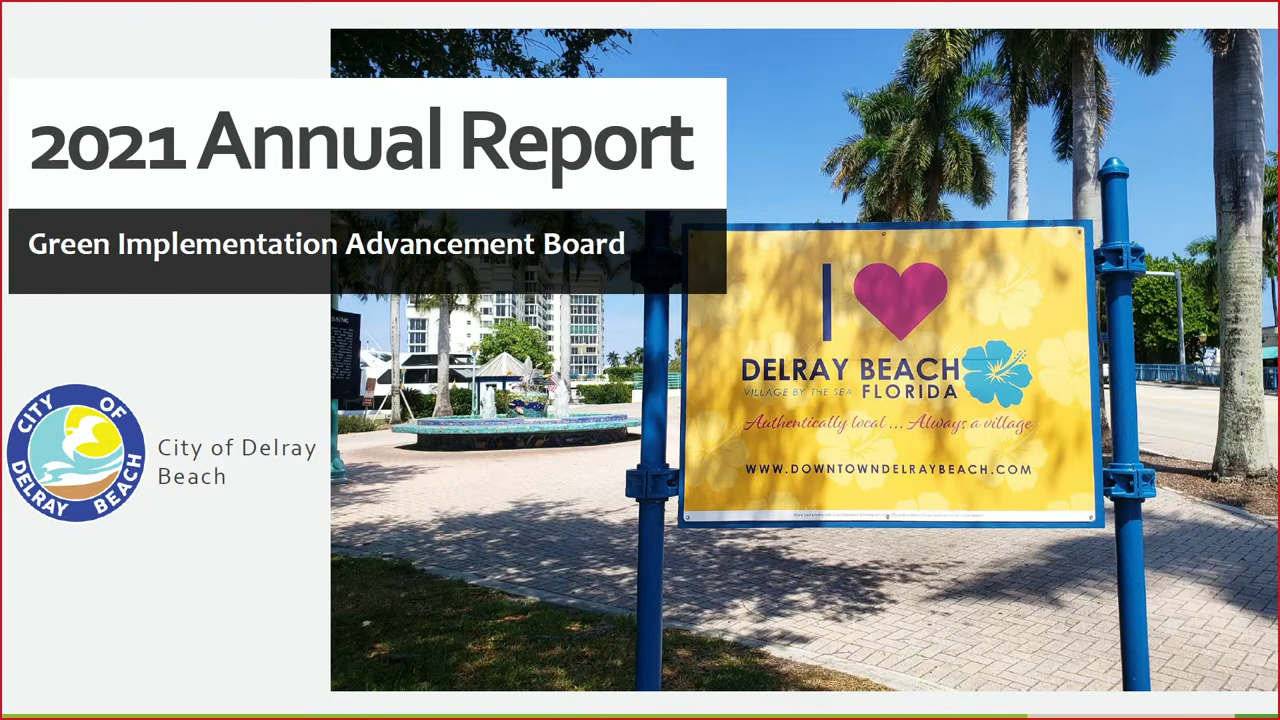 2021 Annual Report
Green Implementation Advancement Board
CITY OF
DELRAY BEACH
City of Delray
Beach
I
DELRAY BEACH
VILLAGE BY THE SEA FLORIDA
Authentically local ... Always a village
WWW.DOWNTOWNDELRAYBEACH.COM